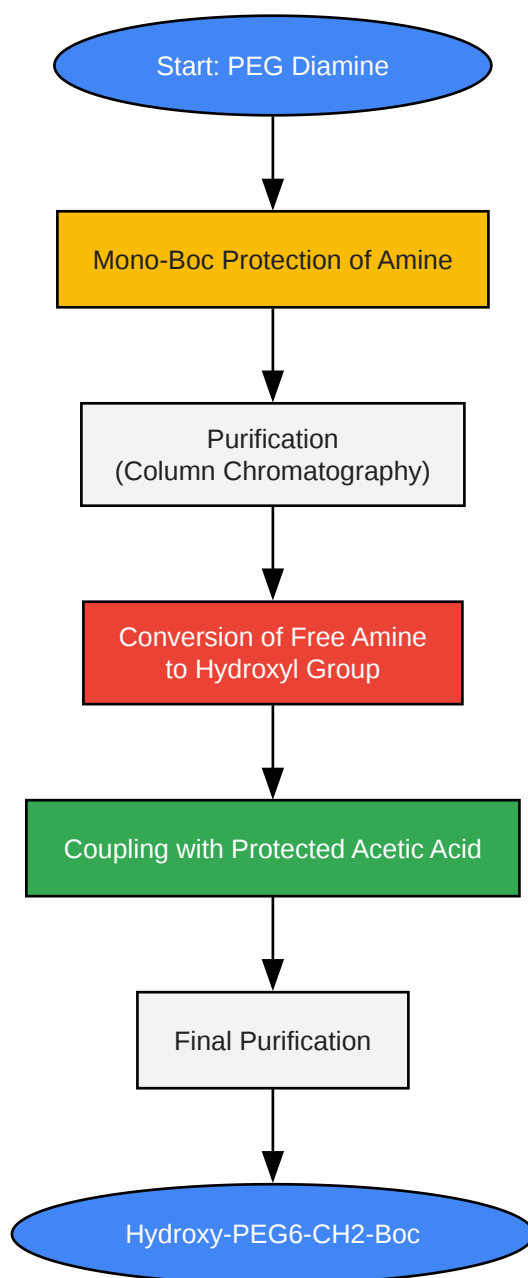 Start: PEG Diamine
Mono-Boc Protection of Amine
Purification
(Column Chromatography)
Conversion of Free Amine
to Hydroxyl Group
Coupling with Protected Acetic Acid
Final Purification
Hydroxy-PEG6-CH2-Boc